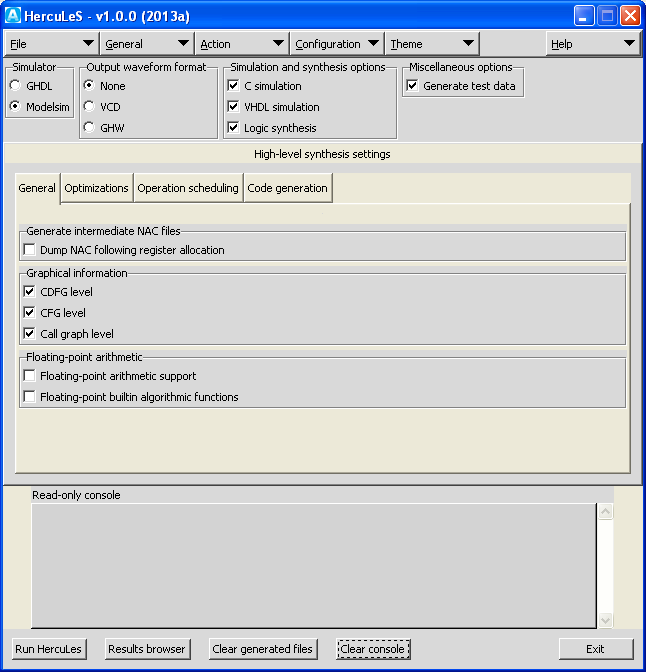 HercuLeS - v1.0.0 (2013a)
File General Action Configuration Theme Help
Simulator
GHDL
Modelsim
Output waveform format
None
VCD
GHW
Simulation and synthesis options
C simulation
VHDL simulation
Logic synthesis
Miscellaneous options
Generate test data
High-level synthesis settings
General Optimizations Operation scheduling Code generation
Generate intermediate NAC files
Dump NAC following register allocation
Graphical information
CDFG level
CFG level
Call graph level
Floating-point arithmetic
Floating-point arithmetic support
Floating-point builtin algorithmic functions
Read-only console
Run HercuLes Results browser Clear generated files Clear console Exit